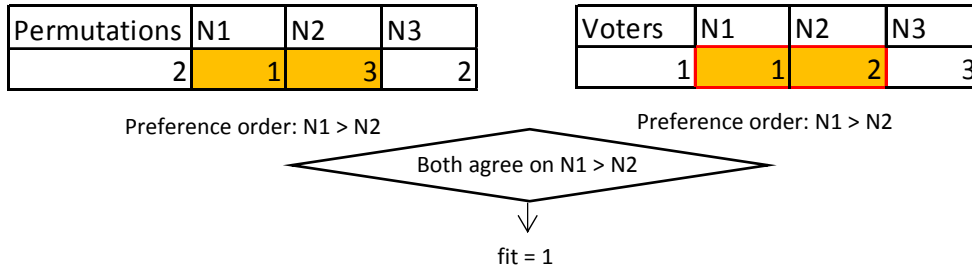 Permutations N1 N2 N3
2 1 3 2
Voters N1 N2 N3
1 1 2 3
Preference order: N1 > N2
Preference order: N1 > N2
Both agree on N1 > N2
fit = 1